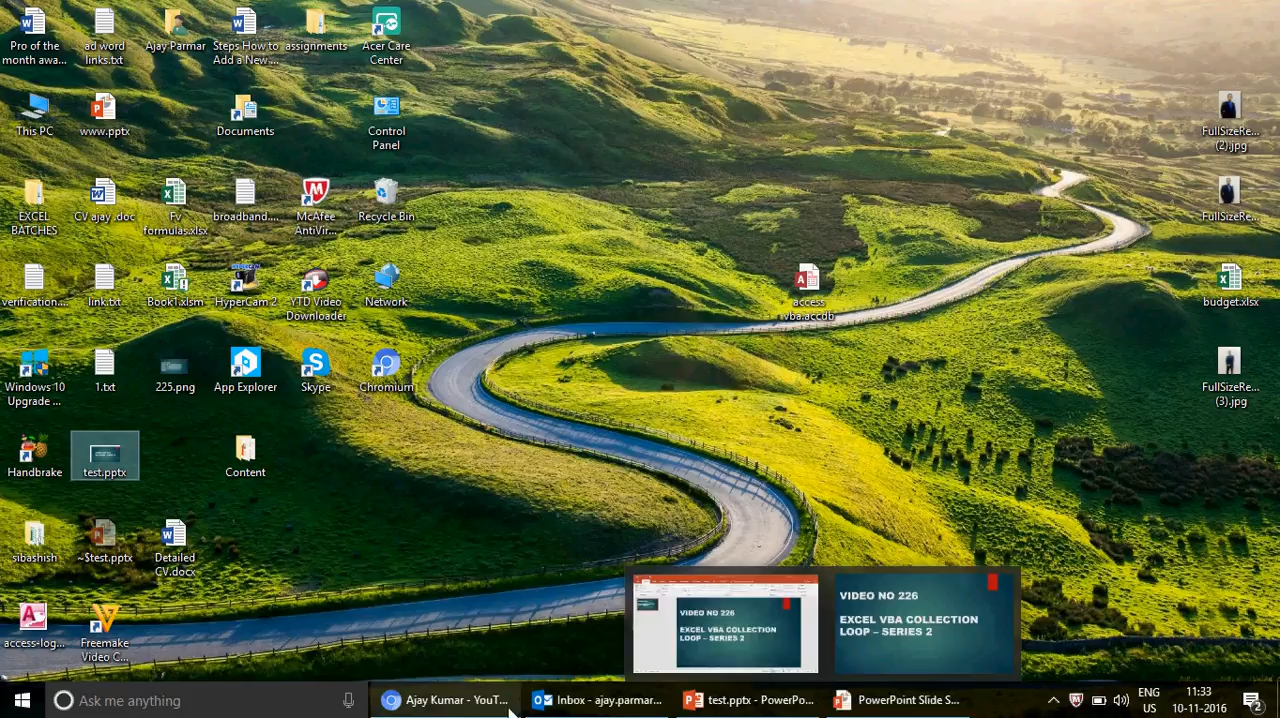 Pro of the
month awa...
ad word
links.txt
Ajay Parmar
Steps How to
Add a New-...
assignments
Acer Care
Center
This PC
www.pptx
Documents
Control
Panel
FullSizeRe...
(2).jpg
EXCEL
BATCHES
CV ajay .doc
Fv
formulas.xlsx
broadband....
McAfee
AntiVir...
Recycle Bin
FullSizeRe...
verification....
link.txt
Book1.xlsm
HyperCam 2
YTD Video
Downloader
Network
access
vba.accdb
budget.xlsx
Windows 10
Upgrade ...
1.txt
225.png
App Explorer
Skype
Chromium
FullSizeRe...
(3).jpg
Handbrake
test.pptx
Content
sibashish
~$test.pptx
Detailed
CV.docx
VIDEO NO 226
EXCEL VBA COLLECTION
LOOP – SERIES 2
VIDEO NO 226
EXCEL VBA COLLECTION
LOOP – SERIES 2
access-log...
Freemake
Video C...
Ask me anything
Ajay Kumar - YouT...
Inbox - ajay.parmar...
test.pptx - PowerPo...
PowerPoint Slide S...
ENG
US
11:33
10-11-2016
2